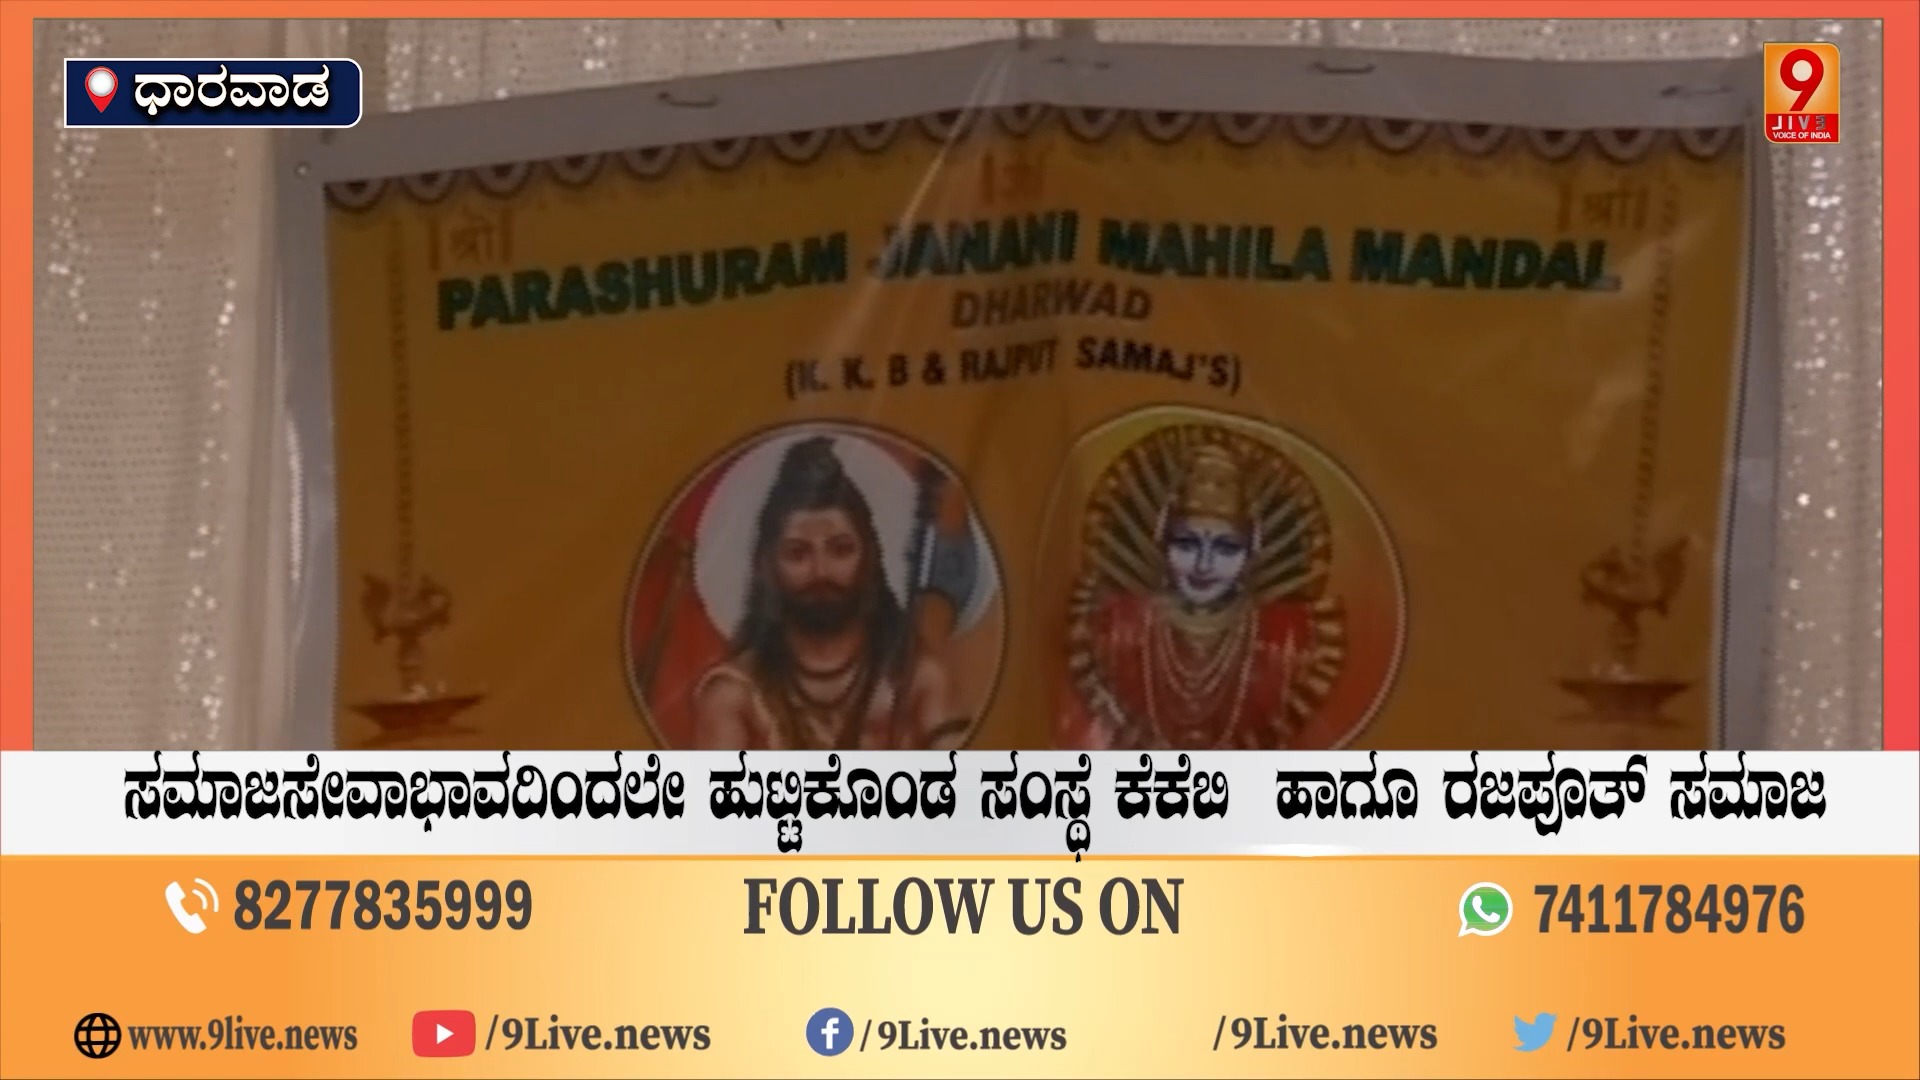 ಧಾರವಾಡ
9
JIVE
VOICE OF INDIA
श्री
ॐ
श्री
PARASHURAM JANANI MAHILA MANDAL
DHARWAD
(K. K. B & RAJPUT SAMAJ'S)
ಸಮಾಜಸೇವಾಭಾವದಿಂದಲೇ ಹುಟ್ಟಿಕೊಂಡ ಸಂಸ್ಥೆ ಕೆಕೆಬಿ ಹಾಗೂ ರಜಪೂತ್ ಸಮಾಜ
8277835999 FOLLOW US ON 7411784976
www.9live.news /9Live.news /9Live.news /9Live.news /9Live.news